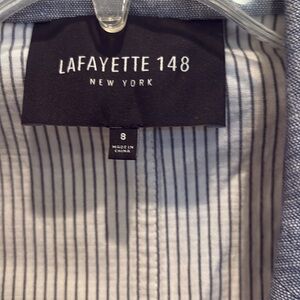 LAFAYETTE 148
NEW YORK
8
MADE IN
CHINA